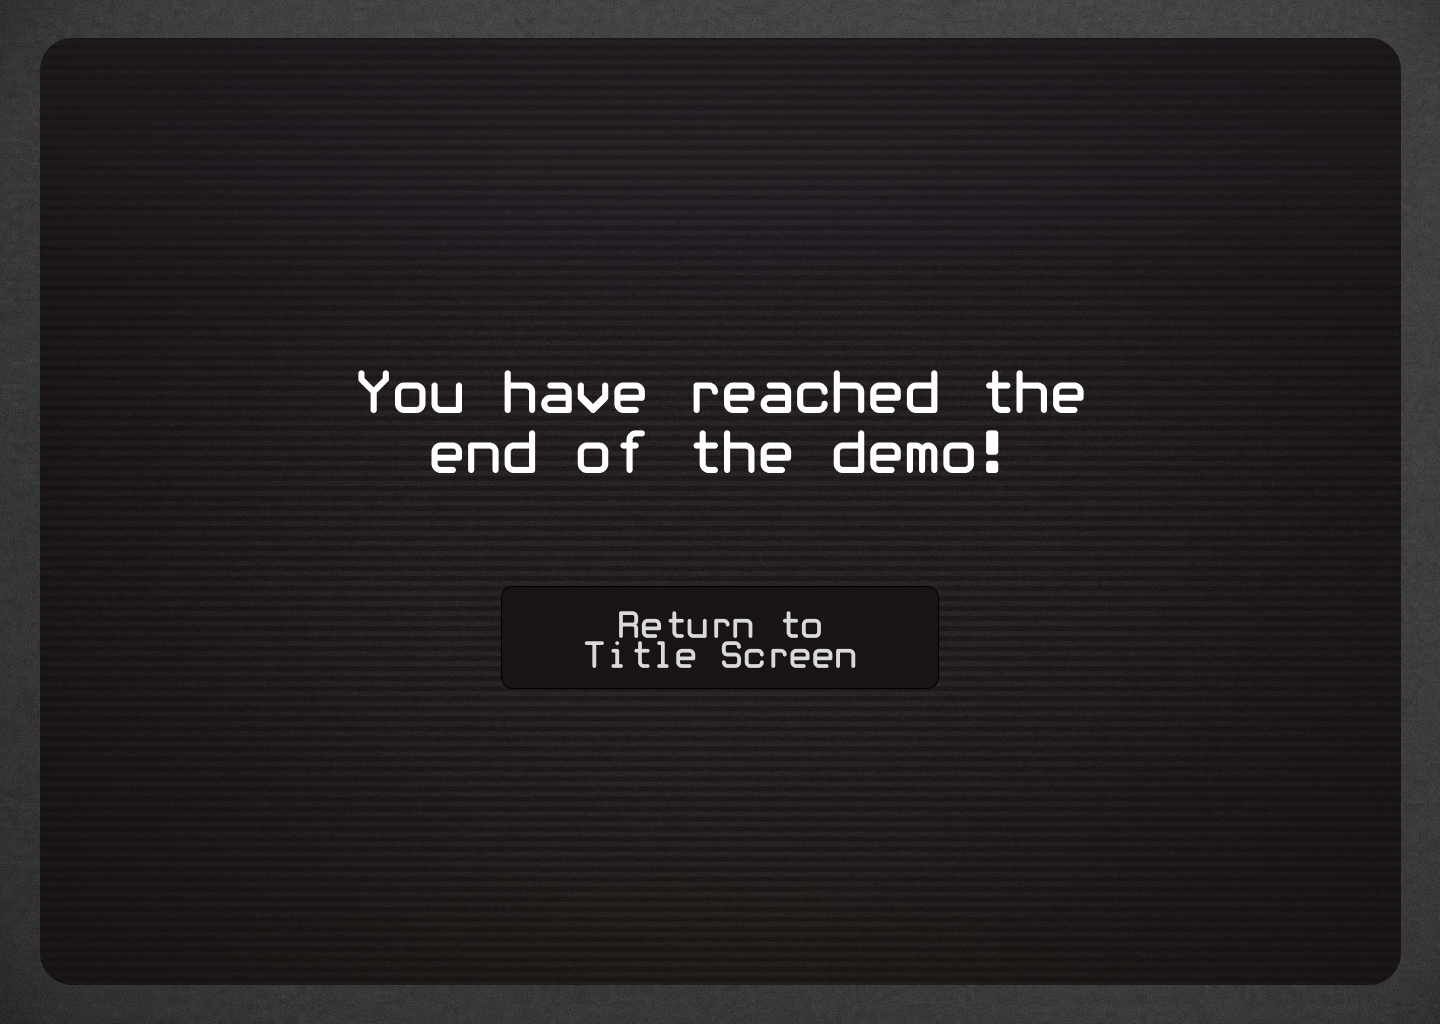 You have reached the
end of the demo!
Return to
Title Screen